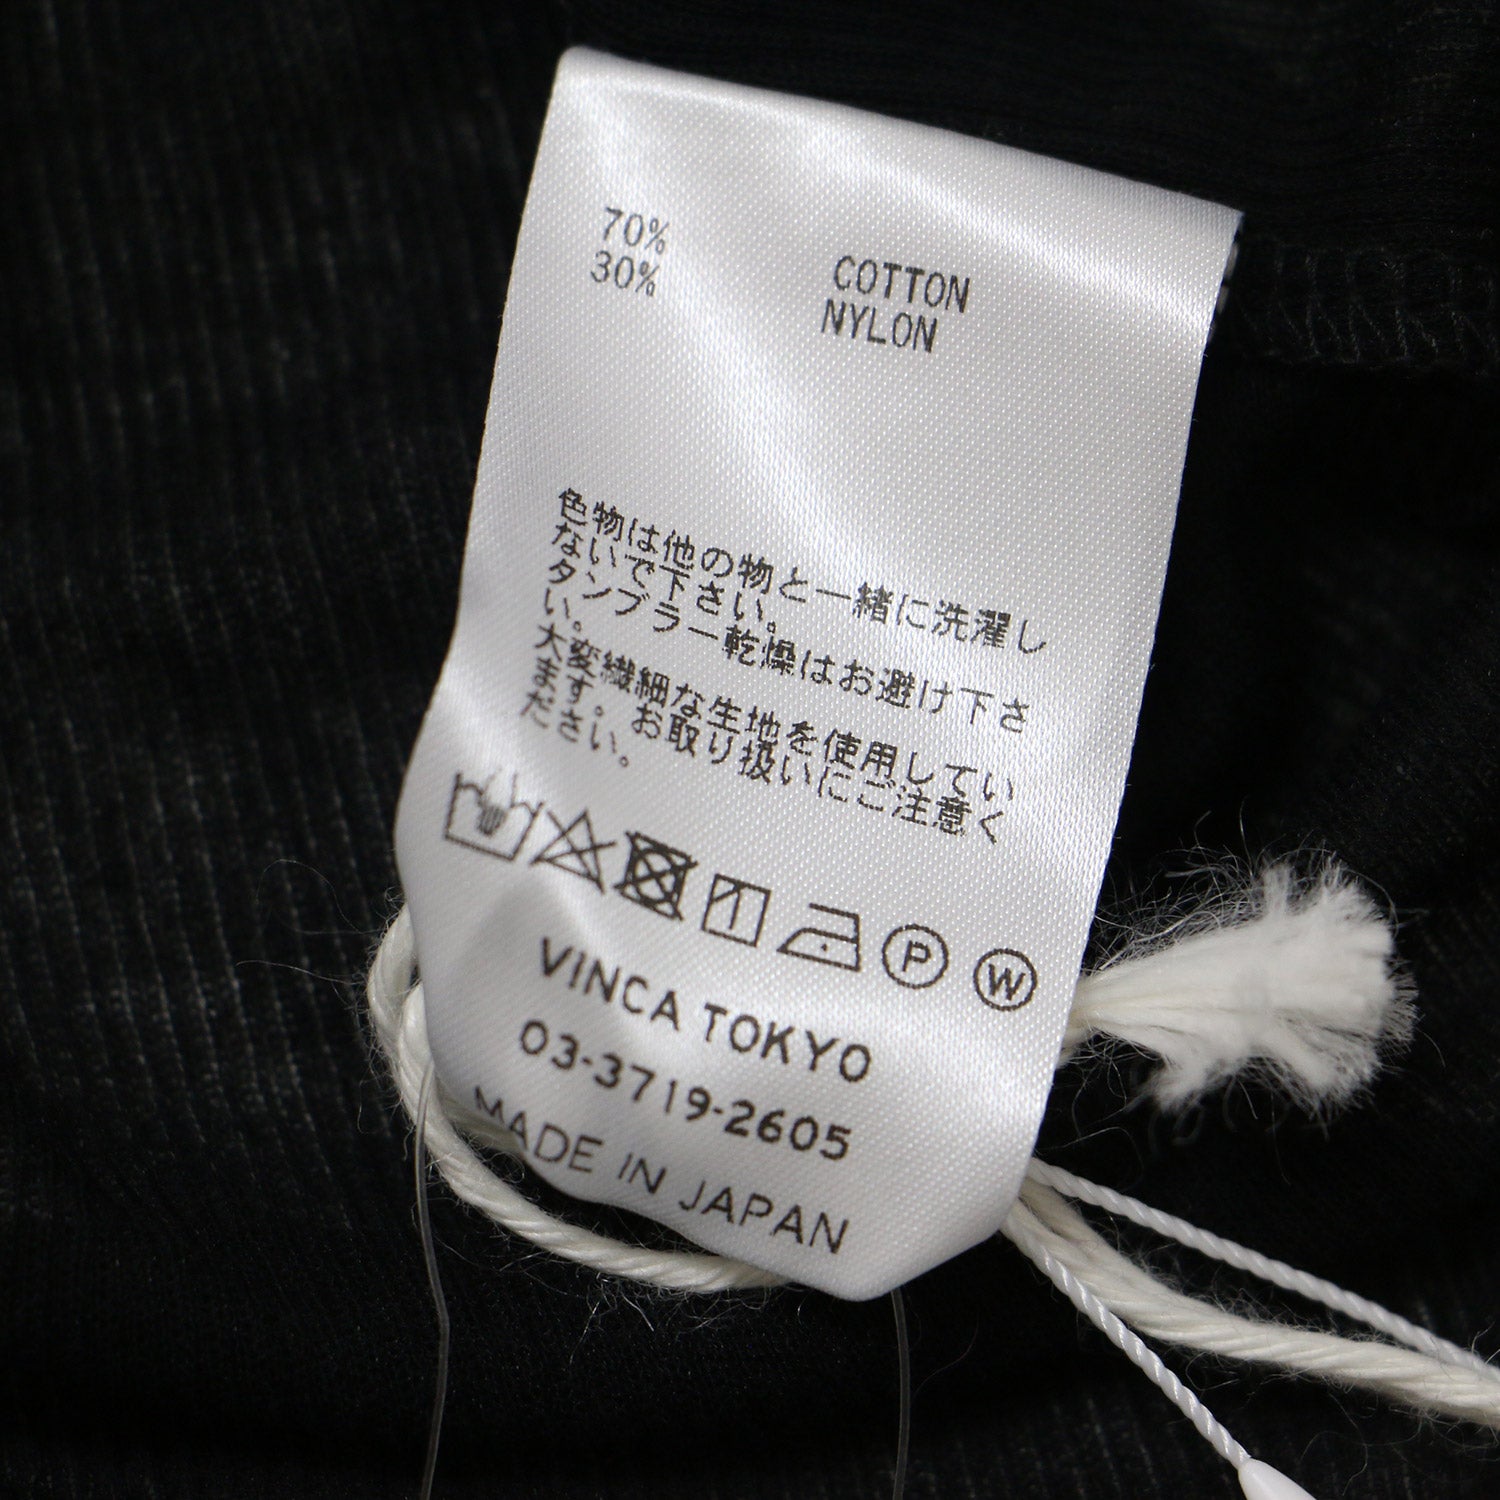 70% COTTON
30% NYLON
色物は他の物と一緒に洗濯し
ないで下さい。
タンブラー乾燥はお避け下さ
い。
大変繊細な生地を使用してい
ます。お取り扱いにご注意く
ださい。
P W
VINCA TOKYO
03-3719-2605
MADE IN JAPAN